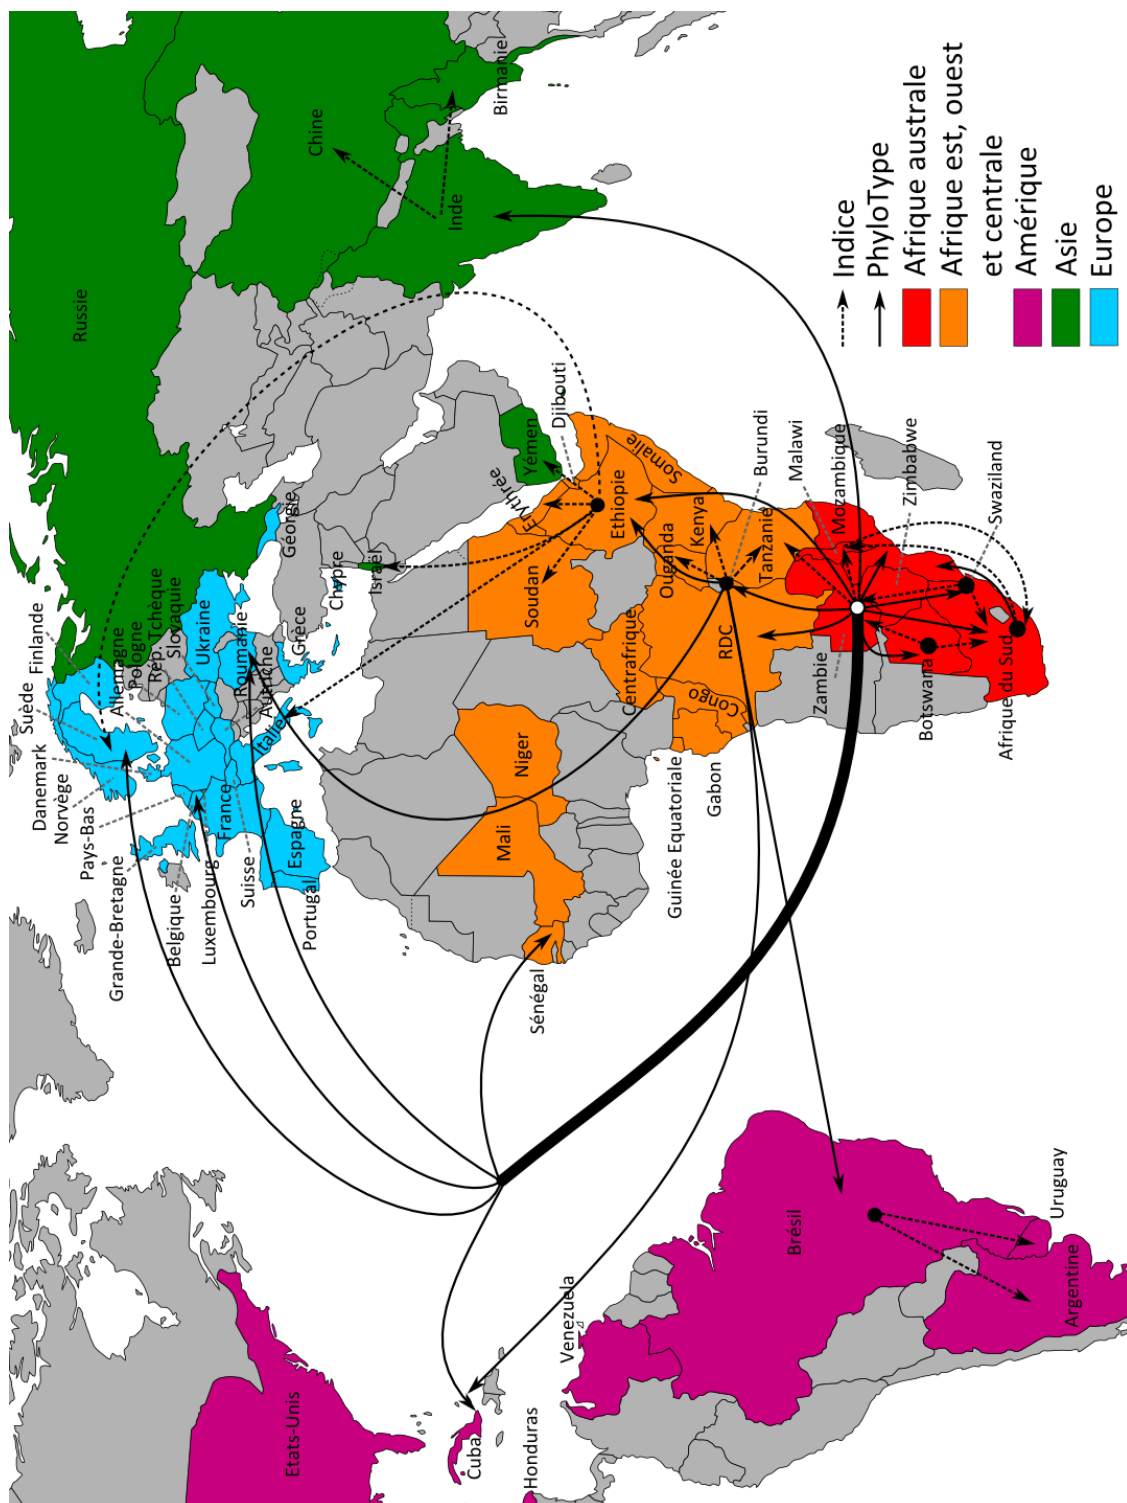 Etats-Unis
Cuba
Honduras
Venezuela
Brésil
Uruguay
Argentine
Finlande
Suède
Danemark
Norvège
Pays-Bas
Grande-Bretagne
Belgique
Luxembourg
Allemagne
Pologne
Rép. Tchèque
Slovaquie
Ukraine
Roumanie
Autriche
France
Suisse
Italie
Espagne
Portugal
Grèce
Géorgie
Chypre
Israël
Russie
Chine
Inde
Birmanie
Yémen
Djibouti
Erythrée
Somalie
Ethiopie
Soudan
Niger
Mali
Sénégal
Centrafrique
Ouganda
Kenya
Burundi
Tanzanie
RDC
Congo
Guinée Equatoriale
Gabon
Malawi
Mozambique
Zimbabwe
Zambie
Swaziland
Botswana
Afrique du Sud
Indice
PhyloType
Afrique australe
Afrique est, ouest
et centrale
Amérique
Asie
Europe